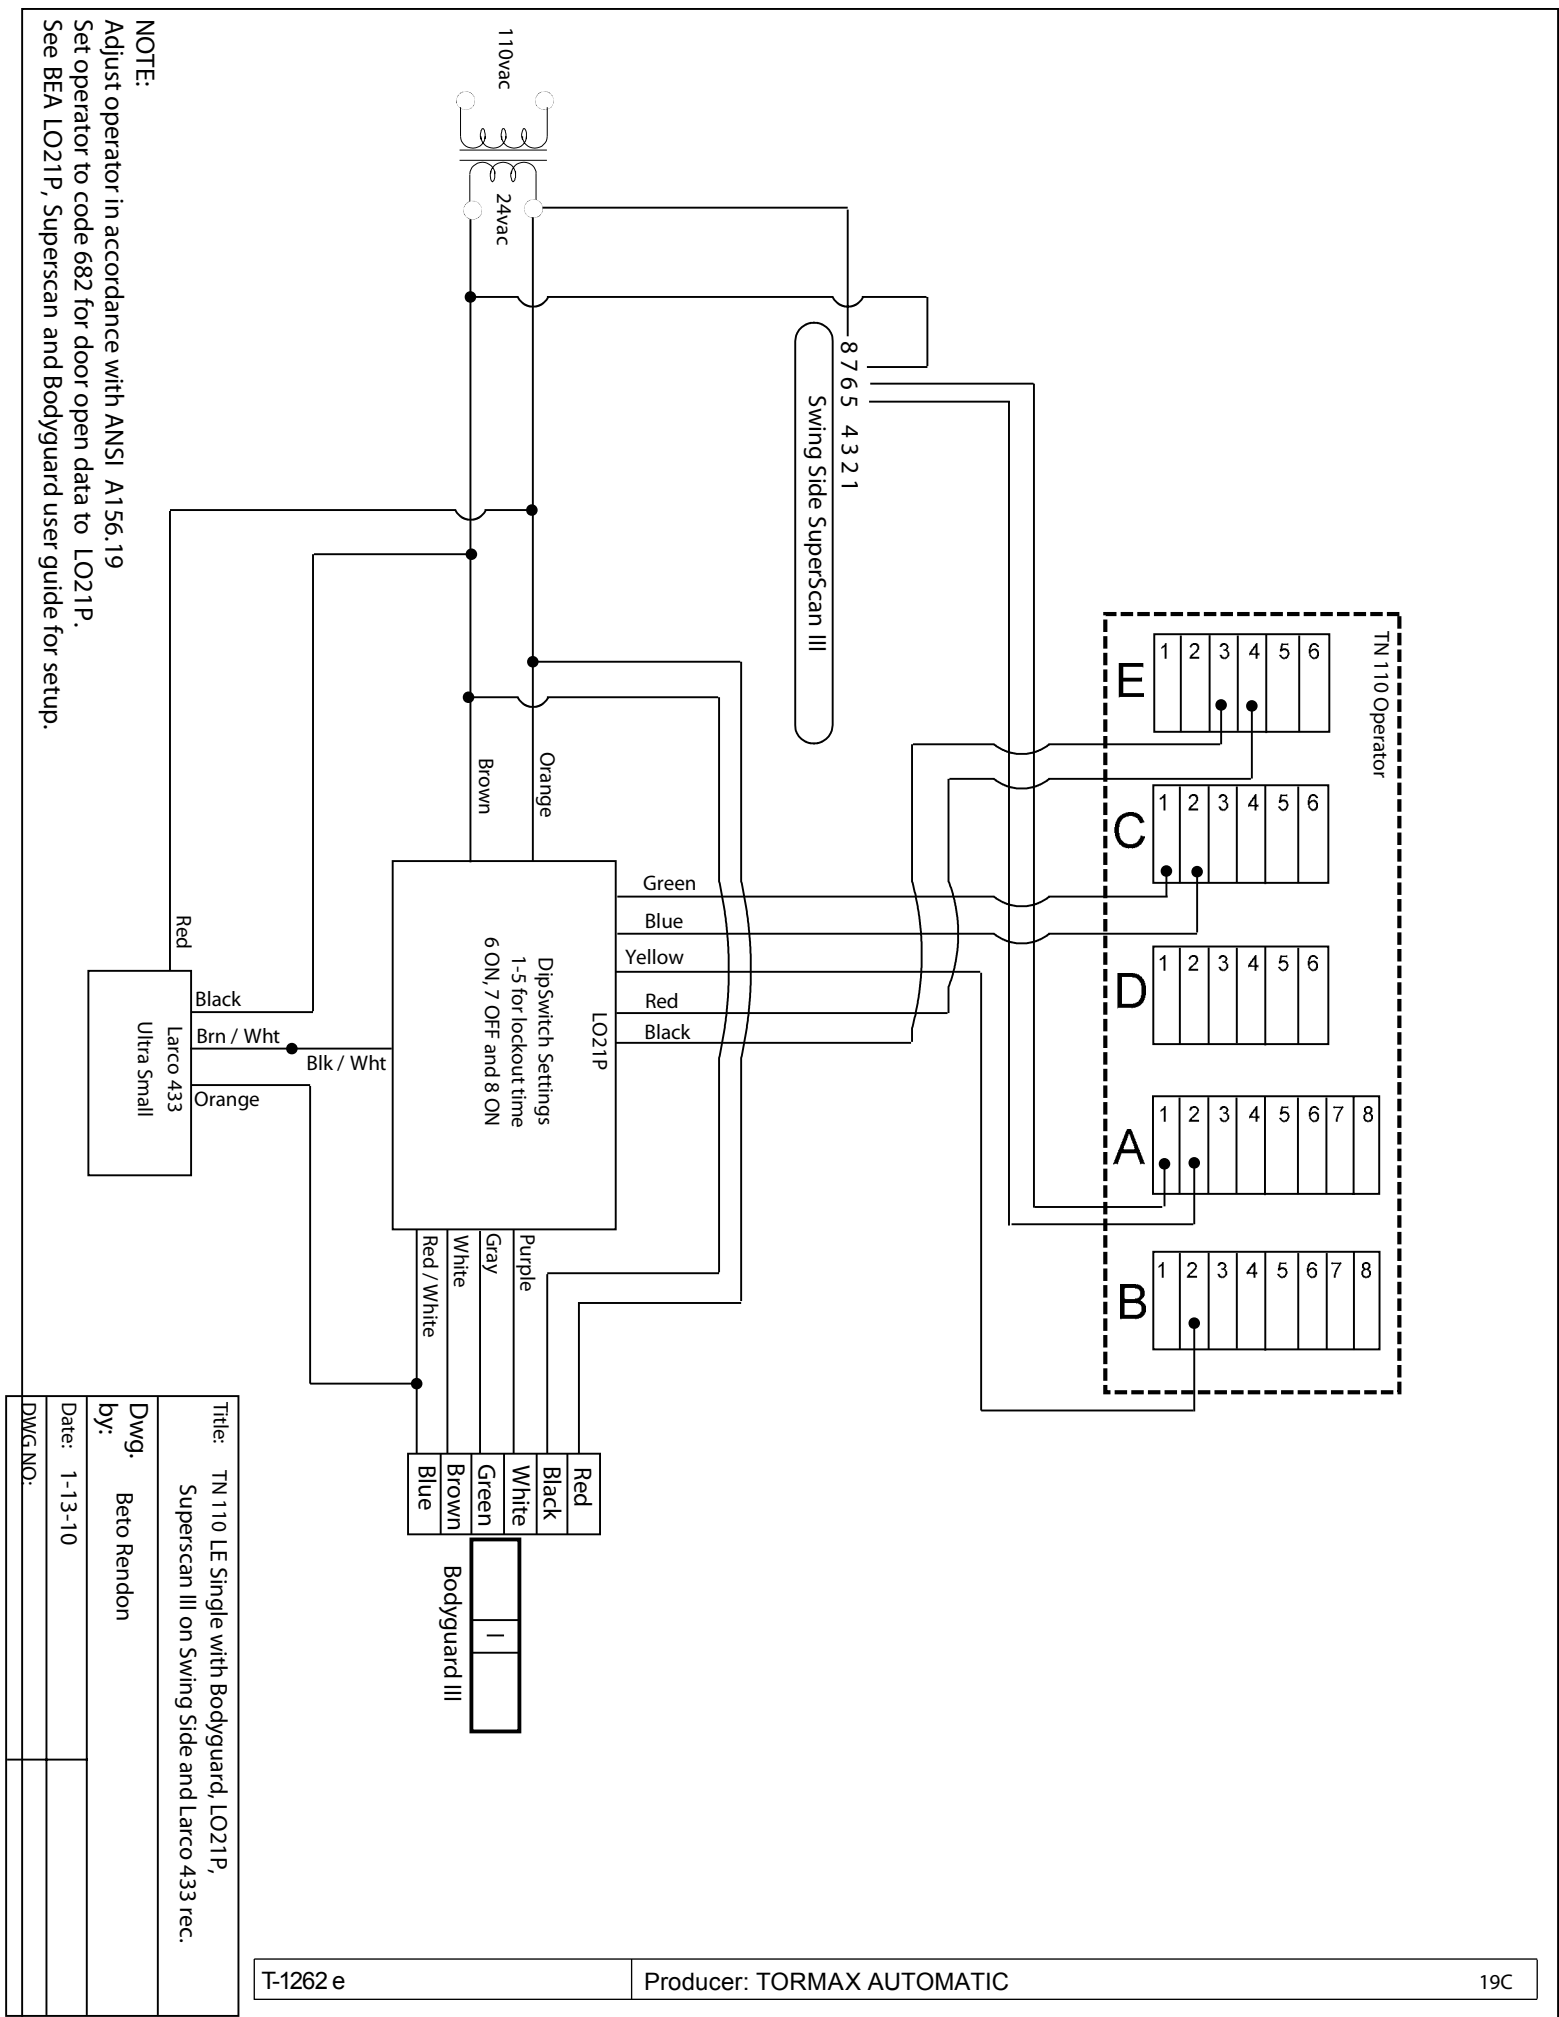 NOTE:
Adjust operator in accordance with ANSI A156.19
Set operator to code 682 for door open data to LO21P.
See BEA LO21P, Superscan and Bodyguard user guide for setup.
110vac
24vac
8 7 6 5 4 3 2 1
Swing Side SuperScan III
TN 110 Operator
E
1 2 3 4 5 6
C
1 2 3 4 5 6
D
1 2 3 4 5 6
A
1 2 3 4 5 6 7 8
B
1 2 3 4 5 6 7 8
Orange
Brown
Green
Blue
Yellow
Red
Black
LO21P
DipSwitch Settings
1-5 for lockout time
6 ON, 7 OFF and 8 ON
Red
Black
Brn / Wht
Blk / Wht
Orange
Larco 433
Ultra Small
Purple
Gray
White
Red / White
Red
Black
White
Green
Brown
Blue
I
Bodyguard III
Title: TN 110 LE Single with Bodyguard, LO21P,
Superscan III on Swing Side and Larco 433 rec.
Dwg.
by: Beto Rendon
Date: 1-13-10
DWG NO:
T-1262 e
Producer: TORMAX AUTOMATIC
19C